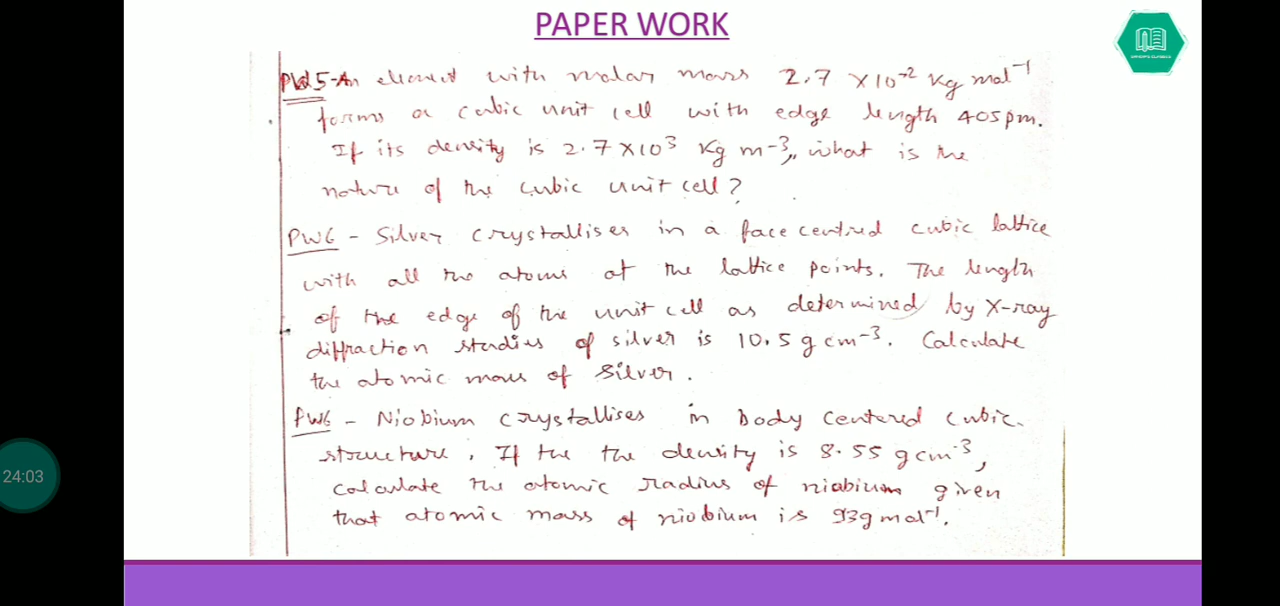 PAPER WORK
PW5-An element with molar mass 2.7 ×10⁻² Kg mol⁻¹
forms a cubic unit cell with edge length 405pm.
If its density is 2.7×10³ Kg m⁻³, what is the
nature of the cubic unit cell?
PW6 - Silver crystallises in a face centred cubic lattice
with all the atoms at the lattice points. The length
of the edge of the unit cell as determined by X-ray
diffraction studies of silver is 10.5 g cm⁻³. Calculate
the atomic mass of silver.
PW6 - Niobium crystallises in Body Centered cubic.
structure. If the the density is 8.55 g cm⁻³,
24:03
calculate the atomic radius of niobium given
that atomic mass of niobium is 93g mol⁻¹.